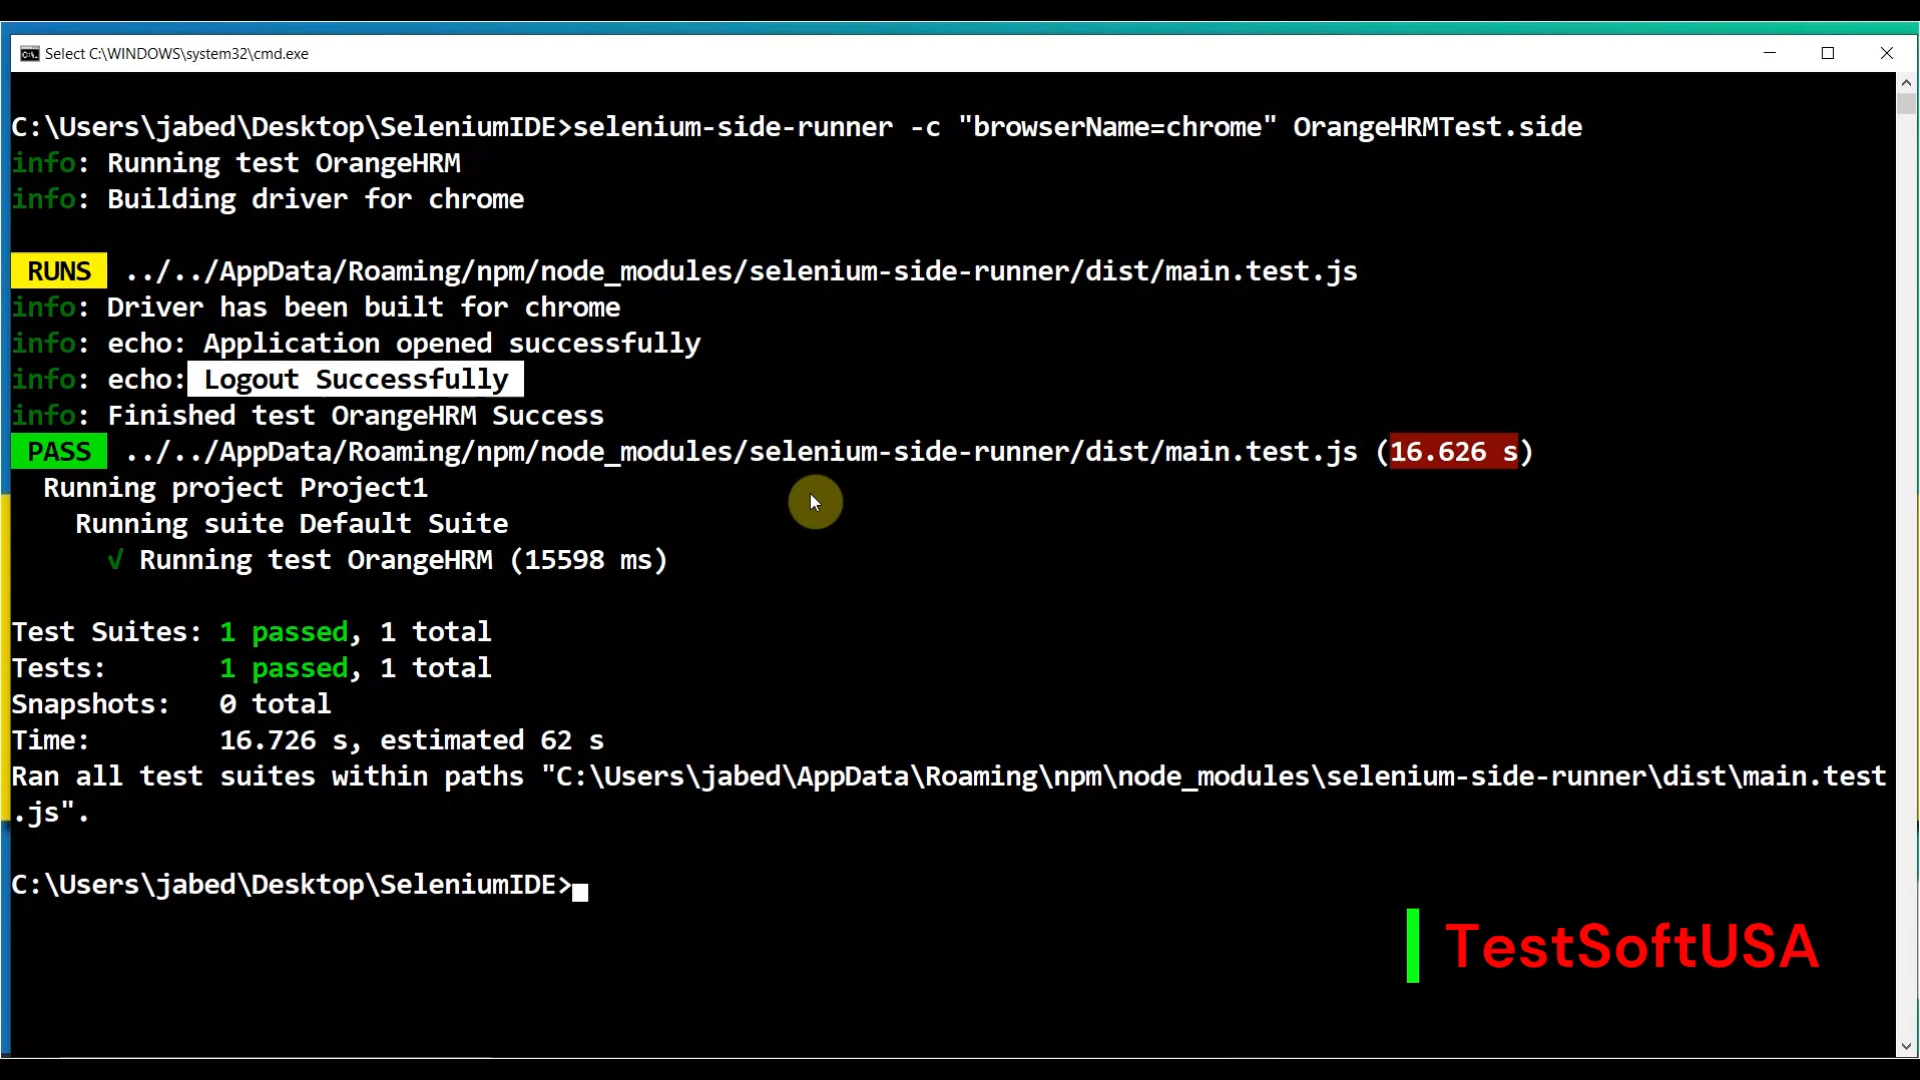 Select C:\WINDOWS\system32\cmd.exe
C:\Users\jabed\Desktop\SeleniumIDE>selenium-side-runner -c "browserName=chrome" OrangeHRMTest.side
info: Running test OrangeHRM
info: Building driver for chrome
RUNS ../../AppData/Roaming/npm/node_modules/selenium-side-runner/dist/main.test.js
info: Driver has been built for chrome
info: echo: Application opened successfully
info: echo: Logout Successfully
info: Finished test OrangeHRM Success
PASS ../../AppData/Roaming/npm/node_modules/selenium-side-runner/dist/main.test.js (16.626 s)
Running project Project1
Running suite Default Suite
√ Running test OrangeHRM (15598 ms)
Test Suites: 1 passed, 1 total
Tests: 1 passed, 1 total
Snapshots: 0 total
Time: 16.726 s, estimated 62 s
Ran all test suites within paths "C:\Users\jabed\AppData\Roaming\npm\node_modules\selenium-side-runner\dist\main.test
.js".
C:\Users\jabed\Desktop\SeleniumIDE>
TestSoftUSA